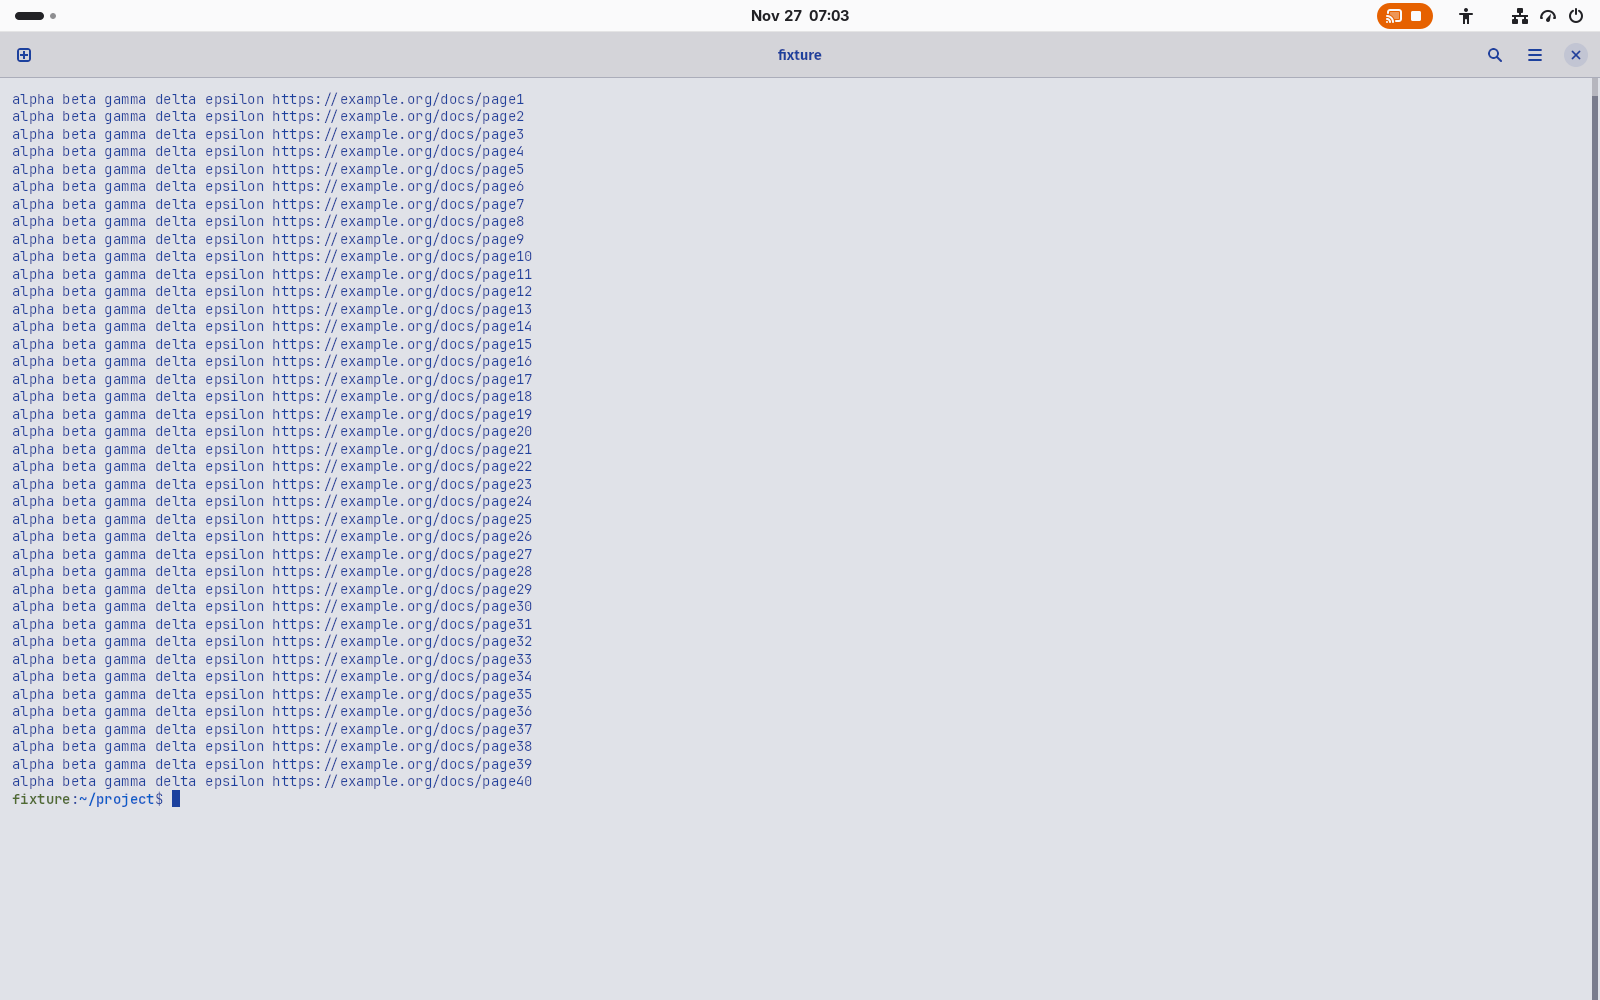 Nov 27 07:03
fixture
alpha beta gamma delta epsilon https://example.org/docs/page1
alpha beta gamma delta epsilon https://example.org/docs/page2
alpha beta gamma delta epsilon https://example.org/docs/page3
alpha beta gamma delta epsilon https://example.org/docs/page4
alpha beta gamma delta epsilon https://example.org/docs/page5
alpha beta gamma delta epsilon https://example.org/docs/page6
alpha beta gamma delta epsilon https://example.org/docs/page7
alpha beta gamma delta epsilon https://example.org/docs/page8
alpha beta gamma delta epsilon https://example.org/docs/page9
alpha beta gamma delta epsilon https://example.org/docs/page10
alpha beta gamma delta epsilon https://example.org/docs/page11
alpha beta gamma delta epsilon https://example.org/docs/page12
alpha beta gamma delta epsilon https://example.org/docs/page13
alpha beta gamma delta epsilon https://example.org/docs/page14
alpha beta gamma delta epsilon https://example.org/docs/page15
alpha beta gamma delta epsilon https://example.org/docs/page16
alpha beta gamma delta epsilon https://example.org/docs/page17
alpha beta gamma delta epsilon https://example.org/docs/page18
alpha beta gamma delta epsilon https://example.org/docs/page19
alpha beta gamma delta epsilon https://example.org/docs/page20
alpha beta gamma delta epsilon https://example.org/docs/page21
alpha beta gamma delta epsilon https://example.org/docs/page22
alpha beta gamma delta epsilon https://example.org/docs/page23
alpha beta gamma delta epsilon https://example.org/docs/page24
alpha beta gamma delta epsilon https://example.org/docs/page25
alpha beta gamma delta epsilon https://example.org/docs/page26
alpha beta gamma delta epsilon https://example.org/docs/page27
alpha beta gamma delta epsilon https://example.org/docs/page28
alpha beta gamma delta epsilon https://example.org/docs/page29
alpha beta gamma delta epsilon https://example.org/docs/page30
alpha beta gamma delta epsilon https://example.org/docs/page31
alpha beta gamma delta epsilon https://example.org/docs/page32
alpha beta gamma delta epsilon https://example.org/docs/page33
alpha beta gamma delta epsilon https://example.org/docs/page34
alpha beta gamma delta epsilon https://example.org/docs/page35
alpha beta gamma delta epsilon https://example.org/docs/page36
alpha beta gamma delta epsilon https://example.org/docs/page37
alpha beta gamma delta epsilon https://example.org/docs/page38
alpha beta gamma delta epsilon https://example.org/docs/page39
alpha beta gamma delta epsilon https://example.org/docs/page40
fixture:~/project$